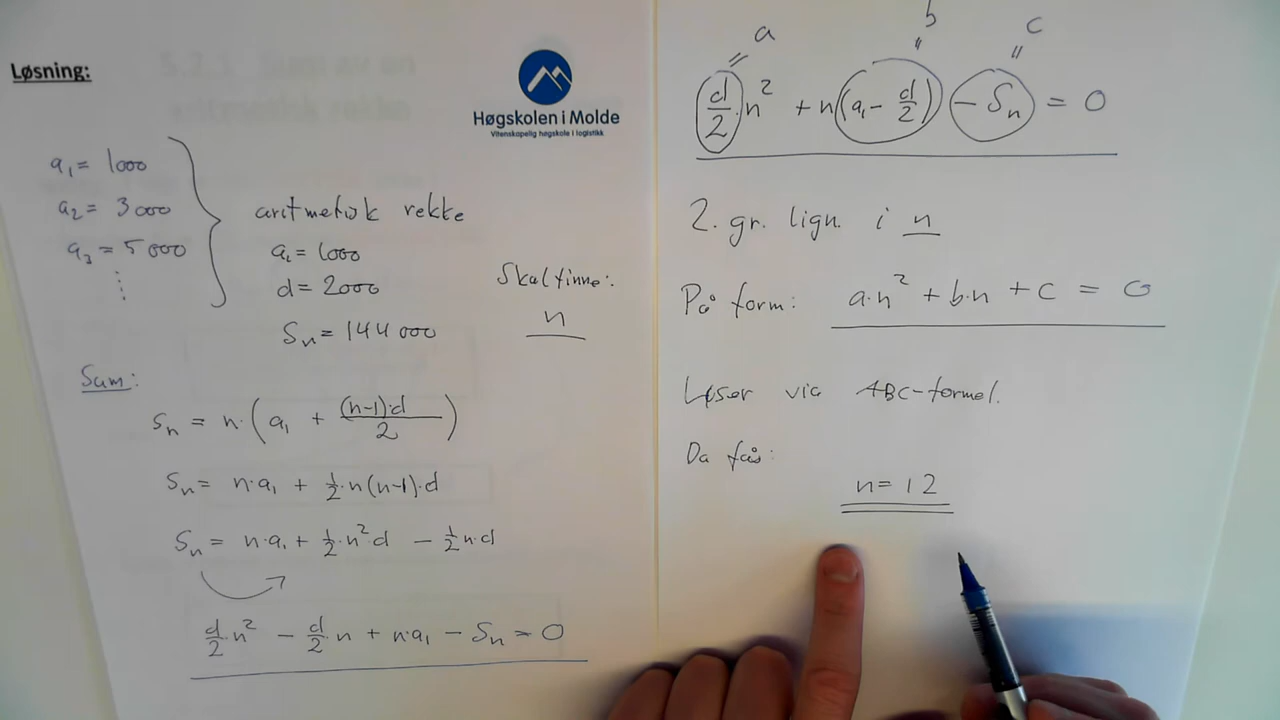 Løsning:
Høgskolen i Molde
Vitenskapelig høgskole i logistikk
a₁ = 1000
a₂ = 3000
a₃ = 5000
⋮
aritmetisk rekke
a₁ = 1000
d = 2000
Sₙ = 144 000
Skal finne:
n
Sum:
Sₙ = n·(a₁ + (n-1)·d/2)
Sₙ = n·a₁ + ½·n(n-1)·d
Sₙ = n·a₁ + ½·n²·d - ½n·d
d/2·n² - d/2·n + n·a₁ - Sₙ = 0
a b c
d/2·n² + n(a₁ - d/2) - Sₙ = 0
2. gr. lign. i n
På form: a·n² + b·n + c = 0
Løser via ABC-formel.
Da fås:
n = 12